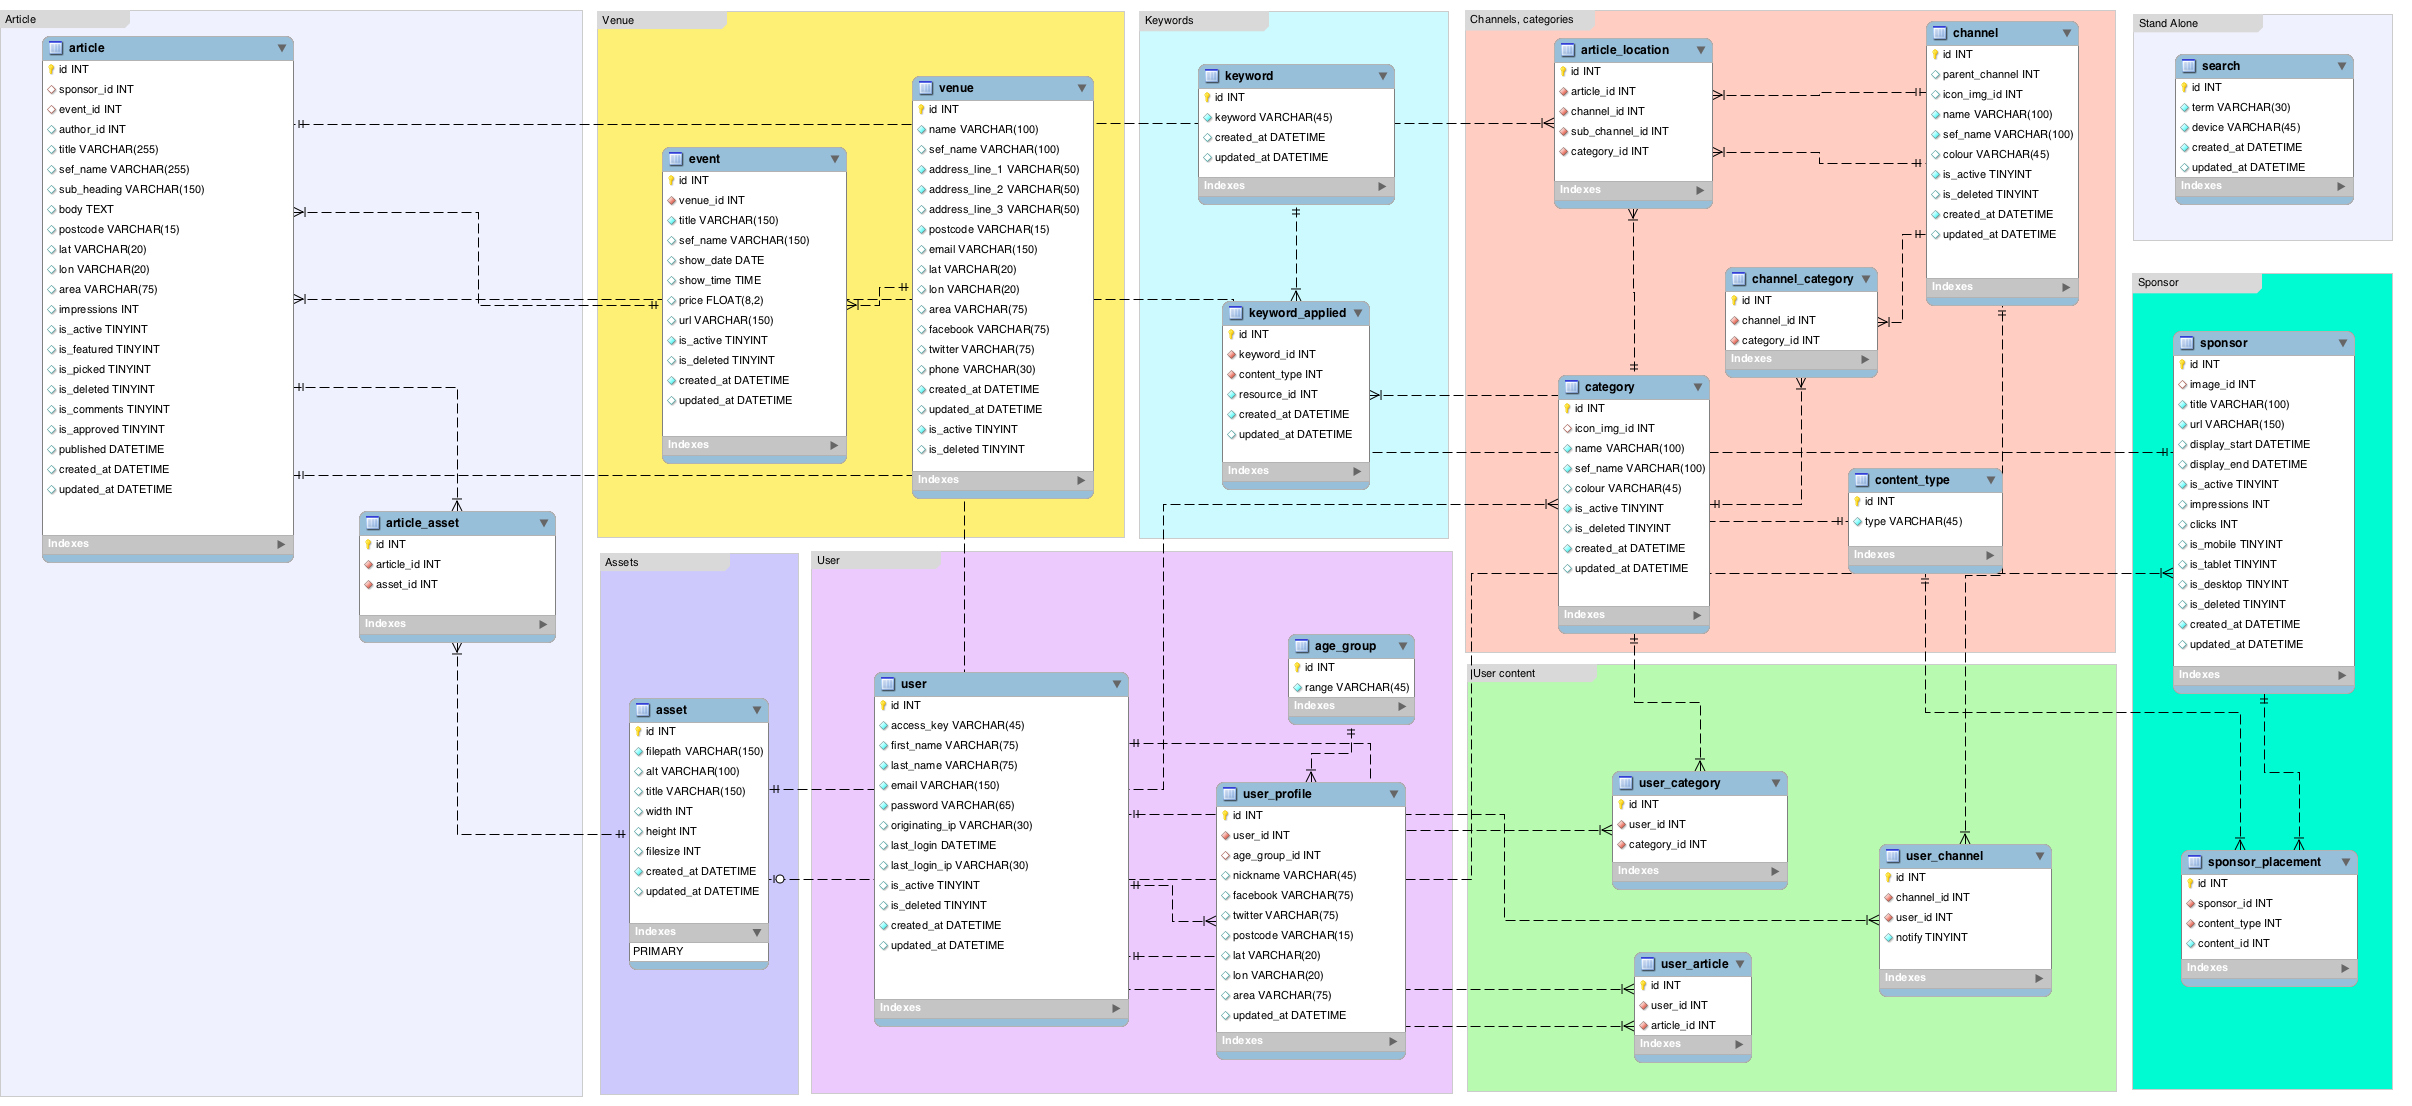 Article
article
id INT
sponsor_id INT
event_id INT
author_id INT
title VARCHAR(255)
sef_name VARCHAR(255)
sub_heading VARCHAR(150)
body TEXT
postcode VARCHAR(15)
lat VARCHAR(20)
lon VARCHAR(20)
area VARCHAR(75)
impressions INT
is_active TINYINT
is_featured TINYINT
is_picked TINYINT
is_deleted TINYINT
is_comments TINYINT
is_approved TINYINT
published DATETIME
created_at DATETIME
updated_at DATETIME
Indexes
article_asset
id INT
article_id INT
asset_id INT
Indexes
Venue
event
id INT
venue_id INT
title VARCHAR(150)
sef_name VARCHAR(150)
show_date DATE
show_time TIME
price FLOAT(8,2)
url VARCHAR(150)
is_active TINYINT
is_deleted TINYINT
created_at DATETIME
updated_at DATETIME
Indexes
venue
id INT
name VARCHAR(100)
sef_name VARCHAR(100)
address_line_1 VARCHAR(50)
address_line_2 VARCHAR(50)
address_line_3 VARCHAR(50)
postcode VARCHAR(15)
email VARCHAR(150)
lat VARCHAR(20)
lon VARCHAR(20)
area VARCHAR(75)
facebook VARCHAR(75)
twitter VARCHAR(75)
phone VARCHAR(30)
created_at DATETIME
updated_at DATETIME
is_active TINYINT
is_deleted TINYINT
Indexes
Keywords
keyword
id INT
keyword VARCHAR(45)
created_at DATETIME
updated_at DATETIME
Indexes
keyword_applied
id INT
keyword_id INT
content_type INT
resource_id INT
created_at DATETIME
updated_at DATETIME
Indexes
Channels, categories
article_location
id INT
article_id INT
channel_id INT
sub_channel_id INT
category_id INT
Indexes
channel
id INT
parent_channel INT
icon_img_id INT
name VARCHAR(100)
sef_name VARCHAR(100)
colour VARCHAR(45)
is_active TINYINT
is_deleted TINYINT
created_at DATETIME
updated_at DATETIME
Indexes
channel_category
id INT
channel_id INT
category_id INT
Indexes
category
id INT
icon_img_id INT
name VARCHAR(100)
sef_name VARCHAR(100)
colour VARCHAR(45)
is_active TINYINT
is_deleted TINYINT
created_at DATETIME
updated_at DATETIME
Indexes
content_type
id INT
type VARCHAR(45)
Indexes
Stand Alone
search
id INT
term VARCHAR(30)
device VARCHAR(45)
created_at DATETIME
updated_at DATETIME
Indexes
Sponsor
sponsor
id INT
image_id INT
title VARCHAR(100)
url VARCHAR(150)
display_start DATETIME
display_end DATETIME
is_active TINYINT
impressions INT
clicks INT
is_mobile TINYINT
is_tablet TINYINT
is_desktop TINYINT
is_deleted TINYINT
created_at DATETIME
updated_at DATETIME
Indexes
sponsor_placement
id INT
sponsor_id INT
content_type INT
content_id INT
Indexes
Assets
asset
id INT
filepath VARCHAR(150)
alt VARCHAR(100)
title VARCHAR(150)
width INT
height INT
filesize INT
created_at DATETIME
updated_at DATETIME
Indexes
PRIMARY
User
user
id INT
access_key VARCHAR(45)
first_name VARCHAR(75)
last_name VARCHAR(75)
email VARCHAR(150)
password VARCHAR(65)
originating_ip VARCHAR(30)
last_login DATETIME
last_login_ip VARCHAR(30)
is_active TINYINT
is_deleted TINYINT
created_at DATETIME
updated_at DATETIME
Indexes
age_group
id INT
range VARCHAR(45)
Indexes
user_profile
id INT
user_id INT
age_group_id INT
nickname VARCHAR(45)
facebook VARCHAR(75)
twitter VARCHAR(75)
postcode VARCHAR(15)
lat VARCHAR(20)
lon VARCHAR(20)
area VARCHAR(75)
updated_at DATETIME
Indexes
User content
user_category
id INT
user_id INT
category_id INT
Indexes
user_channel
id INT
channel_id INT
user_id INT
notify TINYINT
Indexes
user_article
id INT
user_id INT
article_id INT
Indexes